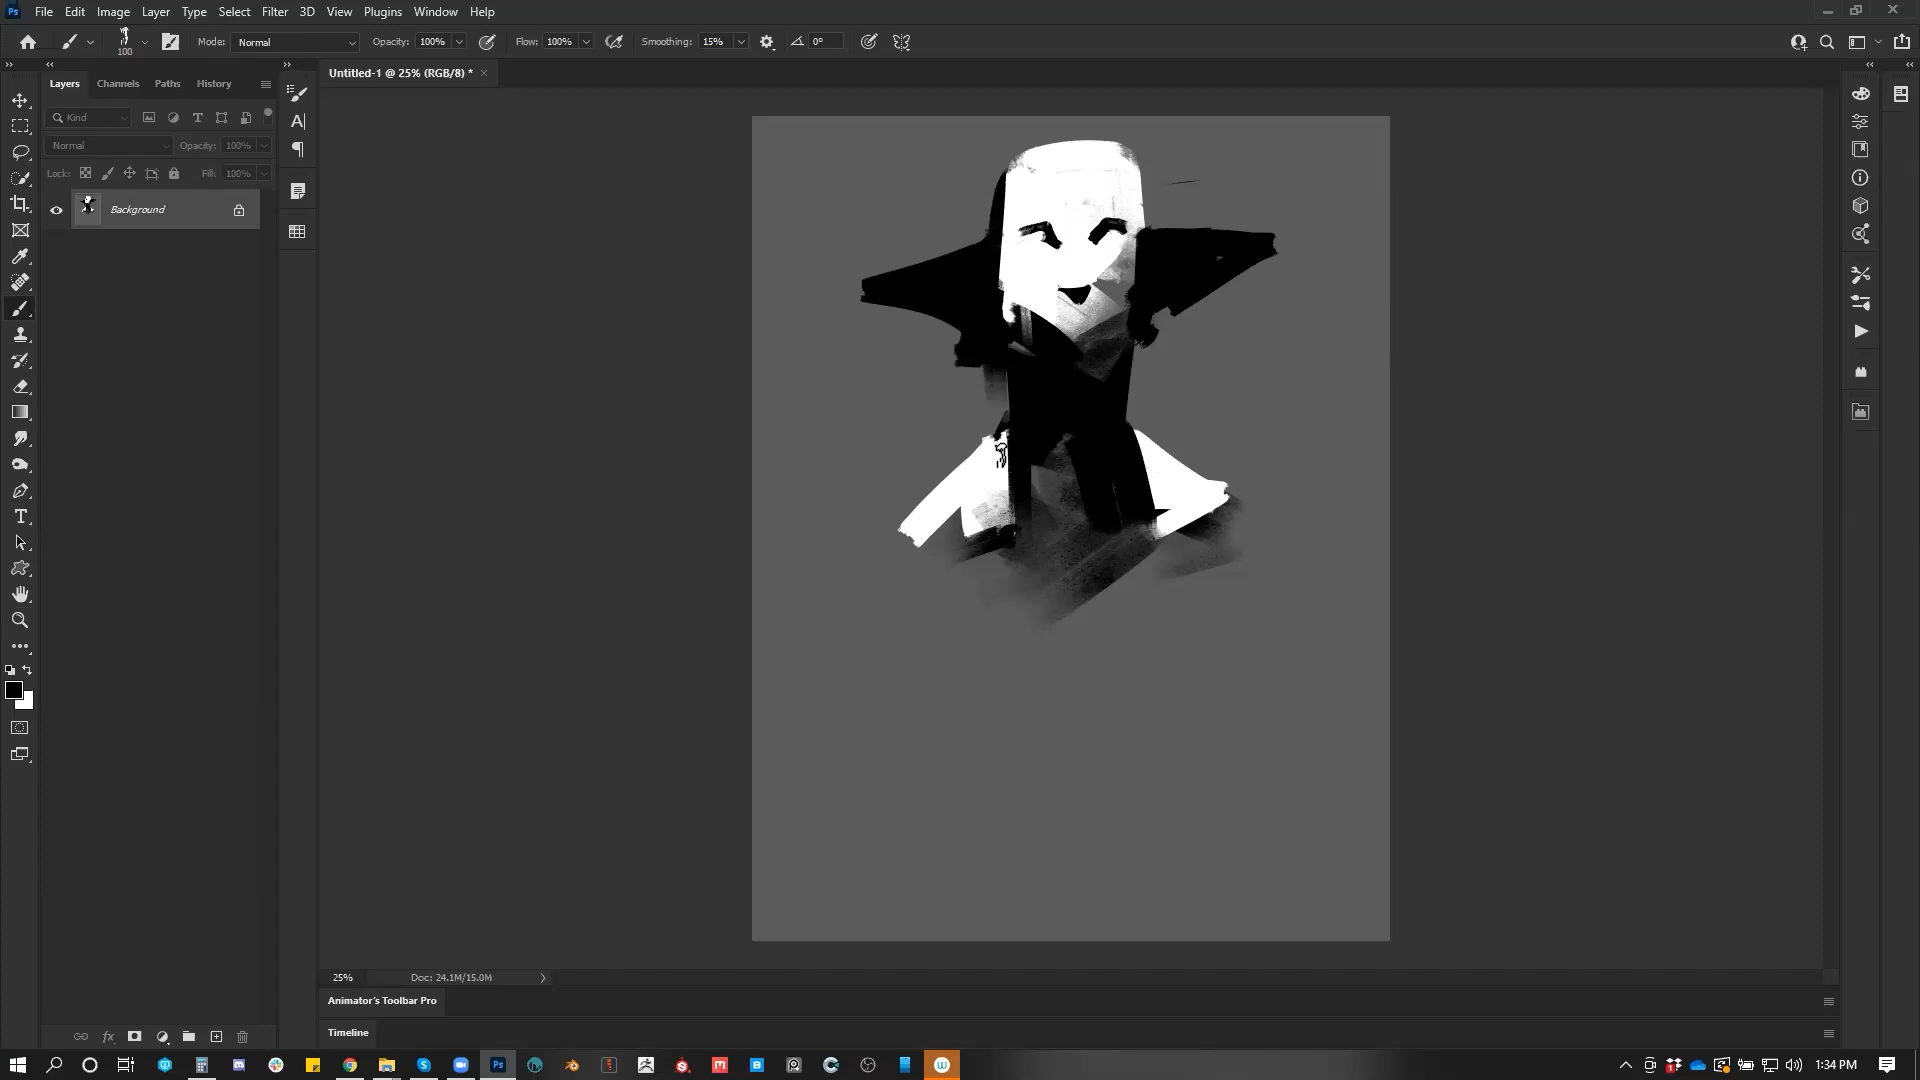 Ps File Edit Image Layer Type Select Filter 3D View Plugins Window Help
100 Mode: Normal Opacity: 100% Flow: 100% Smoothing: 15% 0°
Untitled-1 @ 25% (RGB/8) *
Layers Channels Paths History
Kind
Normal Opacity: 100%
Lock: Fill: 100%
Background
25% Doc: 24.1M/15.0M
Animator's Toolbar Pro
Timeline
1:34 PM